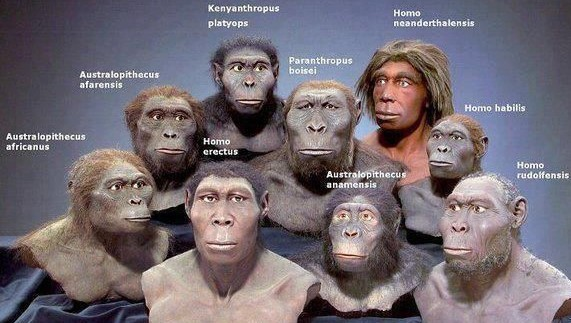 Kenyanthropus
platyops
Homo
neanderthalensis
Paranthropus
boisei
Australopithecus
afarensis
Homo habilis
Australopithecus
africanus
Homo
erectus
Homo
rudolfensis
Australopithecus
anamensis